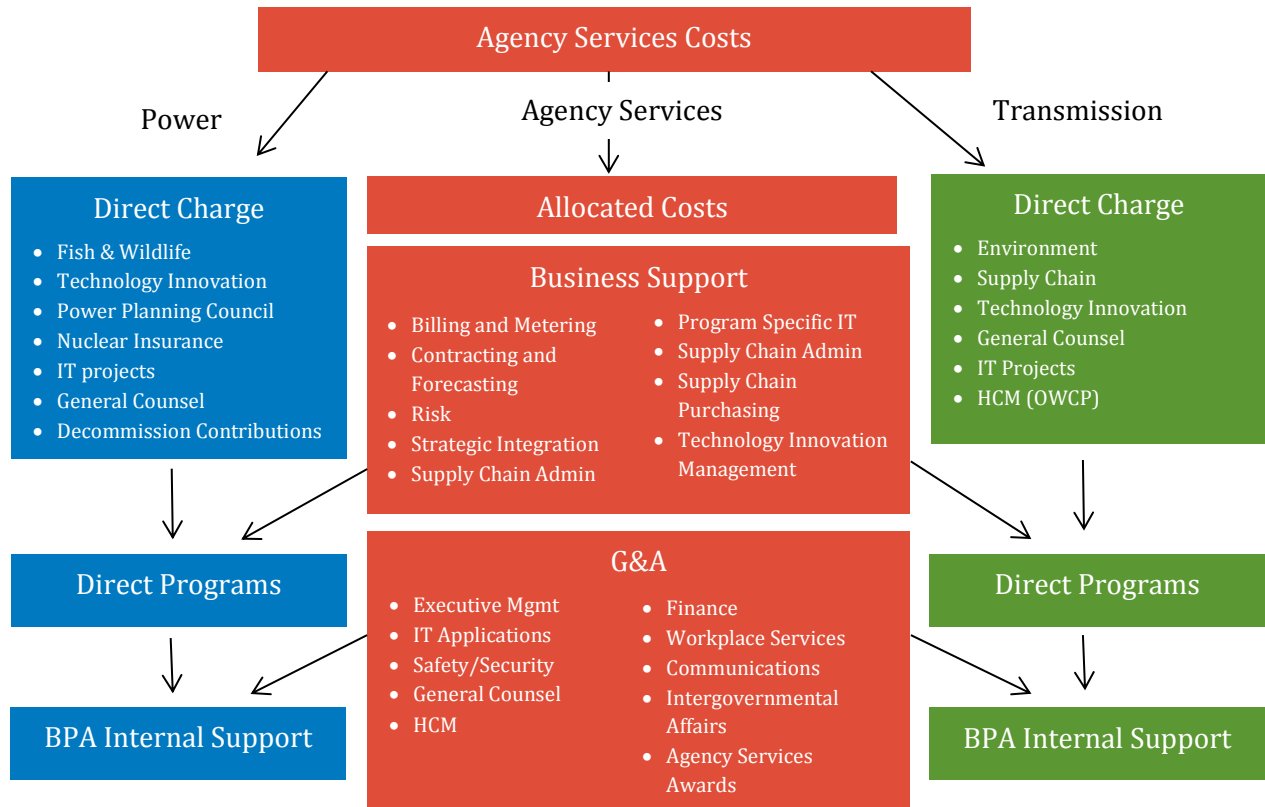 Agency Services Costs
Power
Agency Services
Transmission
Direct Charge
• Fish & Wildlife
• Technology Innovation
• Power Planning Council
• Nuclear Insurance
• IT projects
• General Counsel
• Decommission Contributions
Allocated Costs
Business Support
• Billing and Metering
• Contracting and
Forecasting
• Risk
• Strategic Integration
• Supply Chain Admin
• Program Specific IT
• Supply Chain Admin
• Supply Chain
Purchasing
• Technology Innovation
Management
Direct Charge
• Environment
• Supply Chain
• Technology Innovation
• General Counsel
• IT Projects
• HCM (OWCP)
Direct Programs
G&A
• Executive Mgmt
• IT Applications
• Safety/Security
• General Counsel
• HCM
• Finance
• Workplace Services
• Communications
• Intergovernmental
Affairs
• Agency Services
Awards
Direct Programs
BPA Internal Support
BPA Internal Support